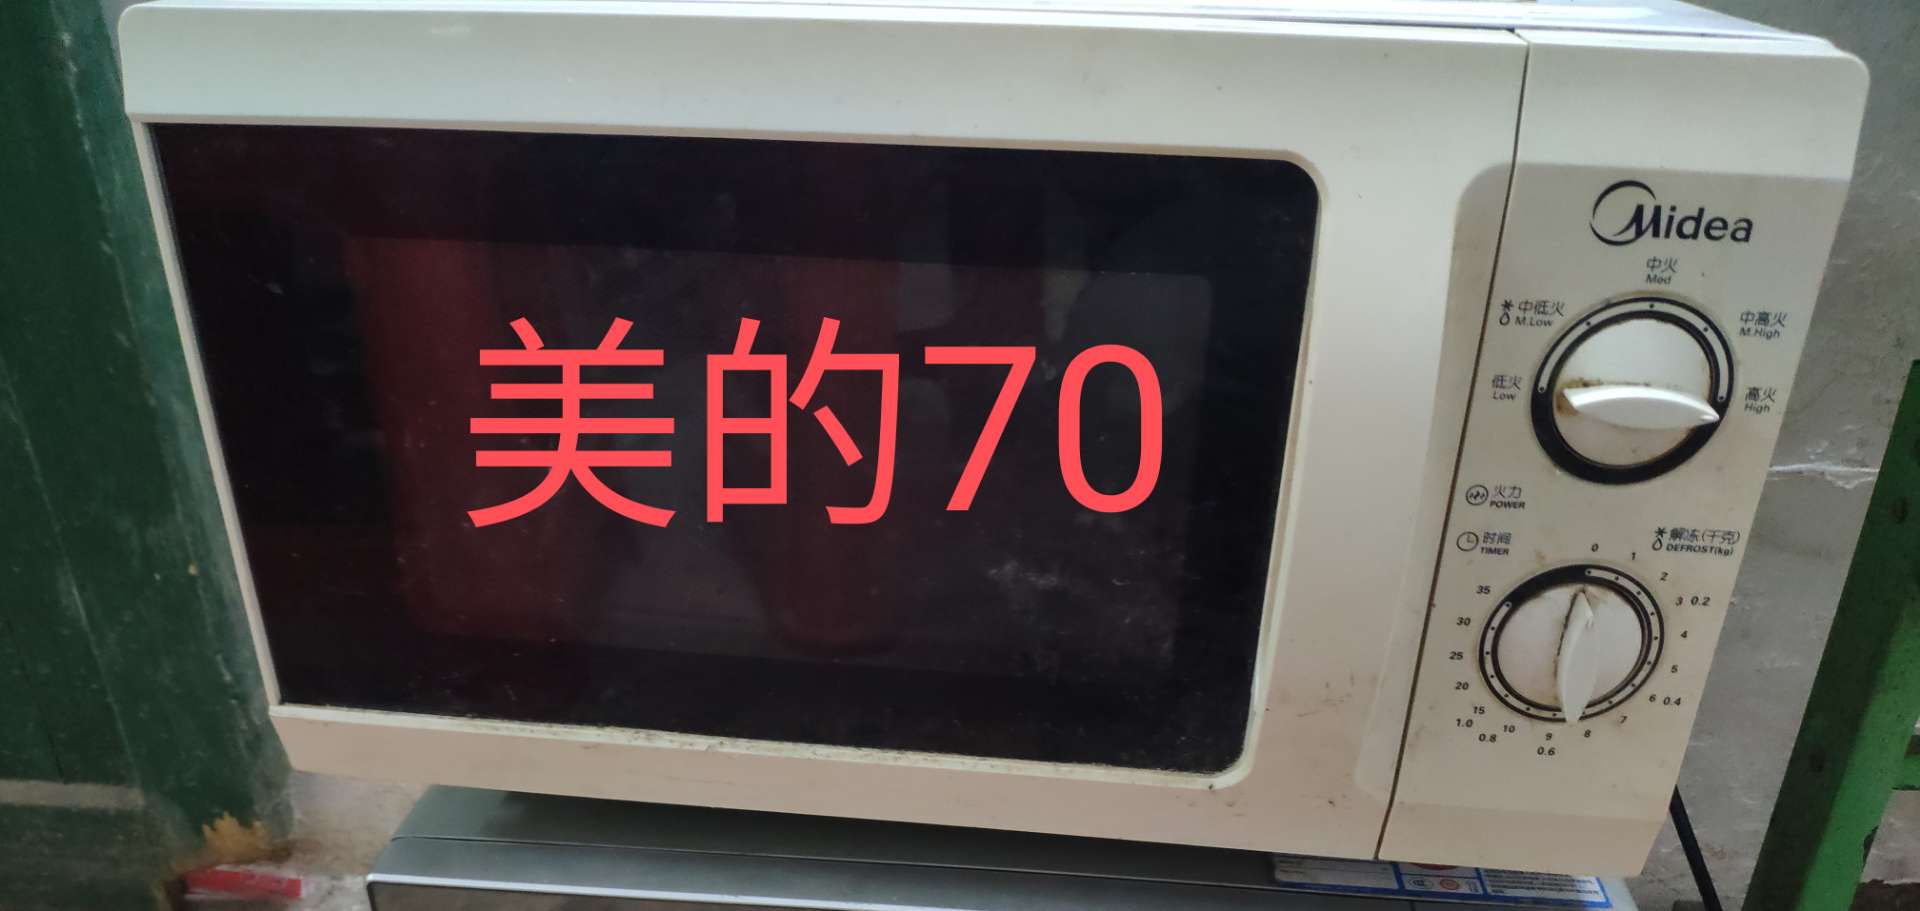 Midea
中火
Med
中低火
M.Low
中高火
M.High
低火
Low
高火
High
美的70
火力
POWER
时间
TIMER
解冻(千克)
DEFROST(kg)
0
1
2
3 0.2
4
5
6 0.4
7
8
9
0.6
10
0.8
15
1.0
20
25
30
35